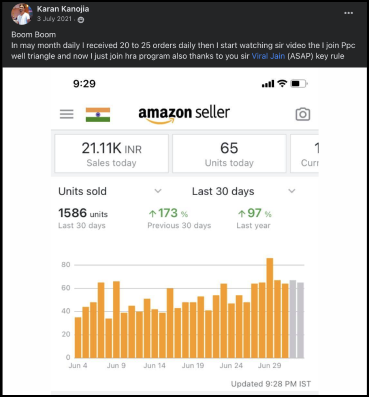 Karan Kanojia
3 July 2021 ·
Boom Boom
In may month daily I received 20 to 25 orders daily then I start watching sir video the I join Ppc
well triangle and now I just join hra program also thanks to you sir Viral Jain (ASAP) key rule
9:29
amazon seller
21.11K INR
Sales today
65
Units today
1
Curr
Units sold
Last 30 days
1586 units
Last 30 days
173 %
Previous 30 days
97 %
Last year
80
60
40
20
0
Jun 4
Jun 9
Jun 14
Jun 19
Jun 24
Jun 29
Updated 9:28 PM IST